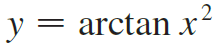 y = arctan x²